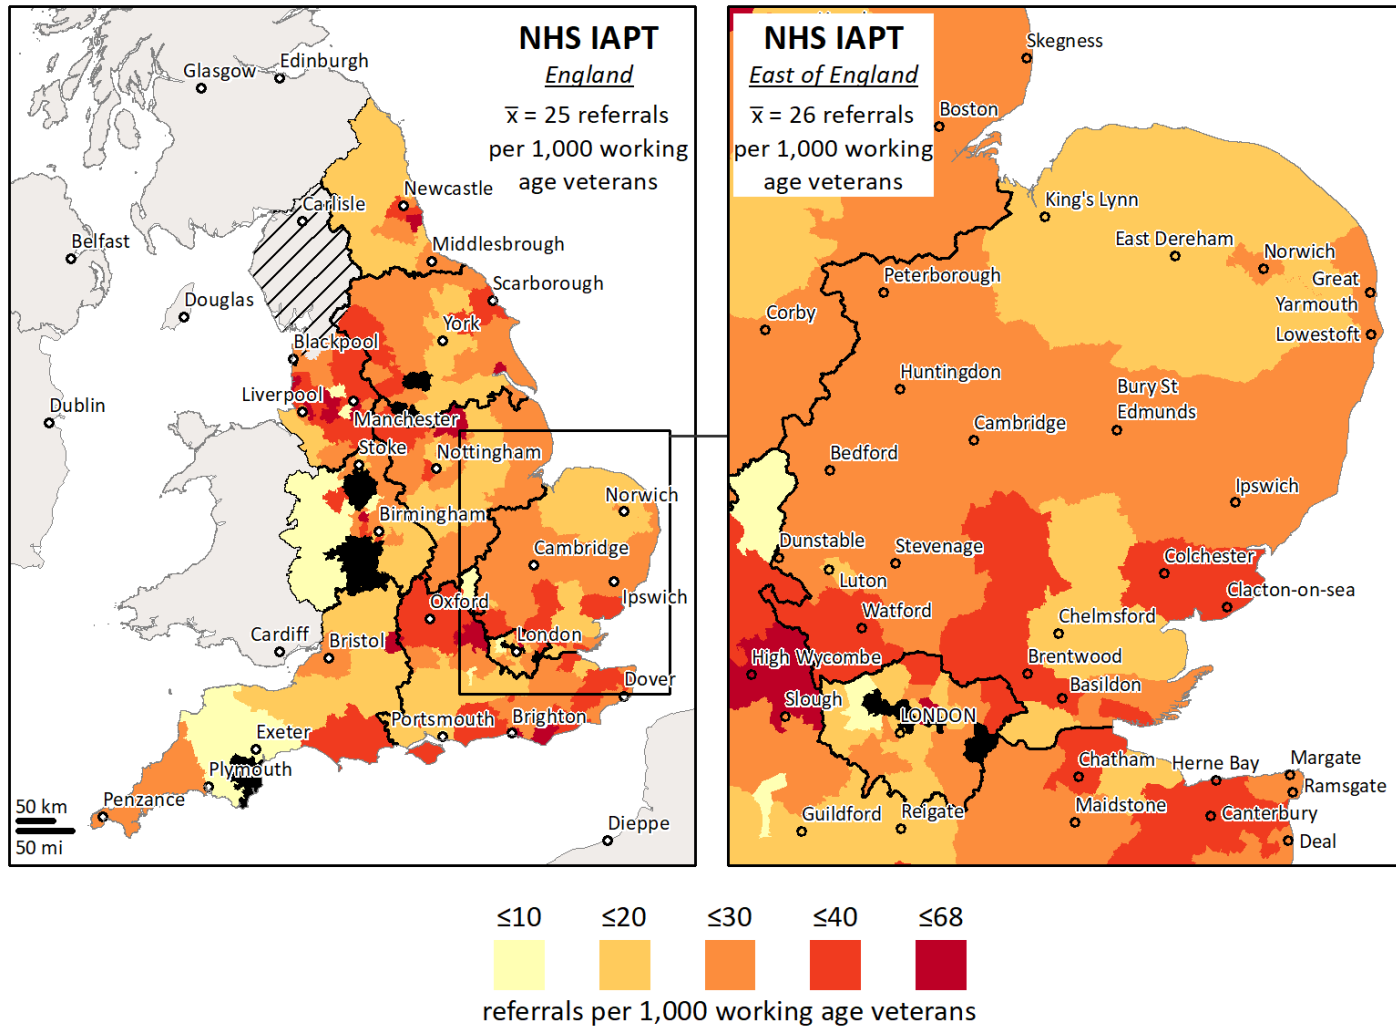 NHS IAPT
England
x̅ = 25 referrals
per 1,000 working
age veterans
Glasgow
Edinburgh
Newcastle
Carlisle
Belfast
Middlesbrough
Scarborough
Douglas
York
Blackpool
Liverpool
Dublin
Manchester
Stoke
Nottingham
Norwich
Birmingham
Cambridge
Oxford
Ipswich
Cardiff
Bristol
London
Dover
Portsmouth
Brighton
Exeter
Plymouth
Penzance
50 km
50 mi
Dieppe
NHS IAPT
East of England
x̅ = 26 referrals
per 1,000 working
age veterans
Skegness
Boston
King's Lynn
East Dereham
Norwich
Peterborough
Great
Yarmouth
Corby
Lowestoft
Huntingdon
Bury St
Edmunds
Cambridge
Bedford
Ipswich
Dunstable
Stevenage
Colchester
Luton
Clacton-on-sea
Watford
Chelmsford
High Wycombe
Brentwood
Basildon
Slough
LONDON
Chatham
Herne Bay
Margate
Ramsgate
Guildford
Reigate
Maidstone
Canterbury
Deal
≤10 ≤20 ≤30 ≤40 ≤68
referrals per 1,000 working age veterans